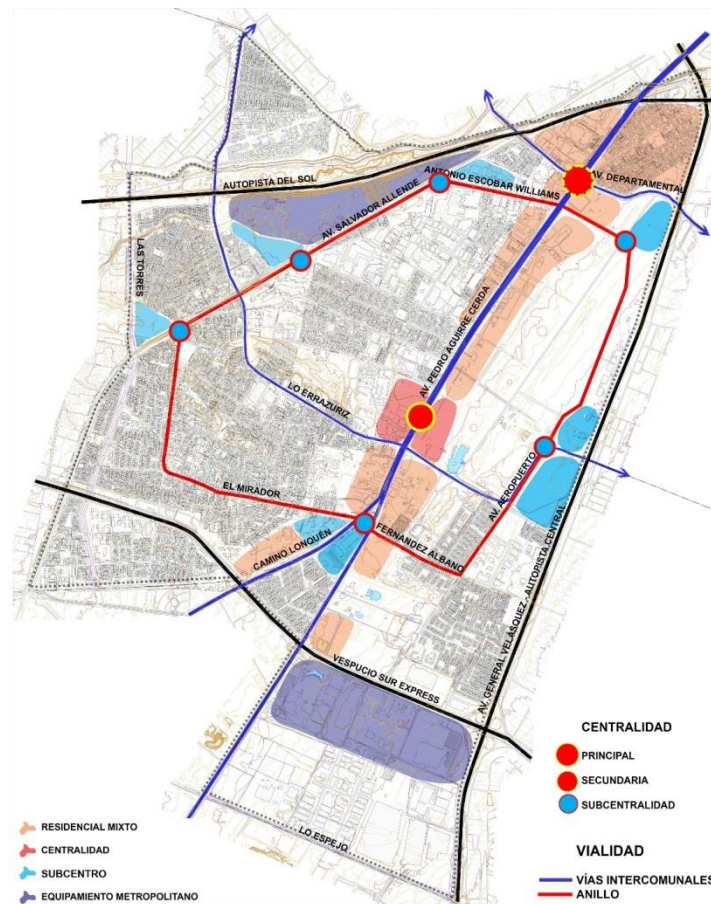 AV. DEPARTAMENTAL
ANTONIO ESCOBAR WILLIAMS
AUTOPISTA DEL SOL
AV. SALVADOR ALLENDE
LAS TORRES
AV. PEDRO AGUIRRE CERDA
LO ERRAZURIZ
AV. AEROPUERTO
EL MIRADOR
FERNANDEZ ALBANO
CAMINO LONQUÉN
AV. GENERAL VELASQUEZ - AUTOPISTA CENTRAL
VESPUCIO SUR EXPRESS
LO ESPEJO
CENTRALIDAD
PRINCIPAL
SECUNDARIA
SUBCENTRALIDAD
VIALIDAD
VÍAS INTERCOMUNALES
ANILLO
RESIDENCIAL MIXTO
CENTRALIDAD
SUBCENTRO
EQUIPAMIENTO METROPOLITANO